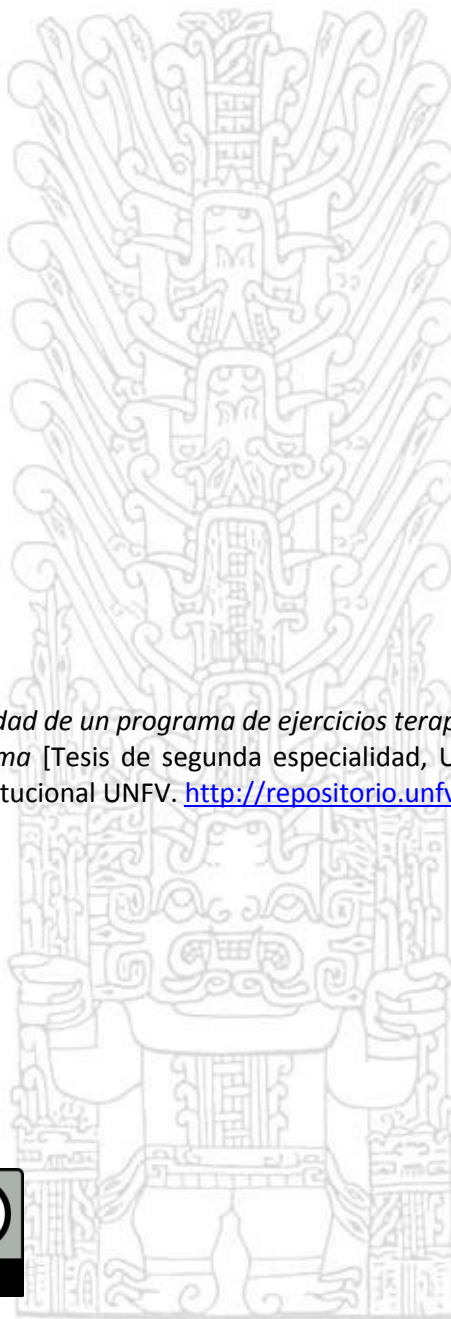 dad de un programa de ejercicios terap
ma [Tesis de segunda especialidad, U
tucional UNFV. http://repositorio.unfv